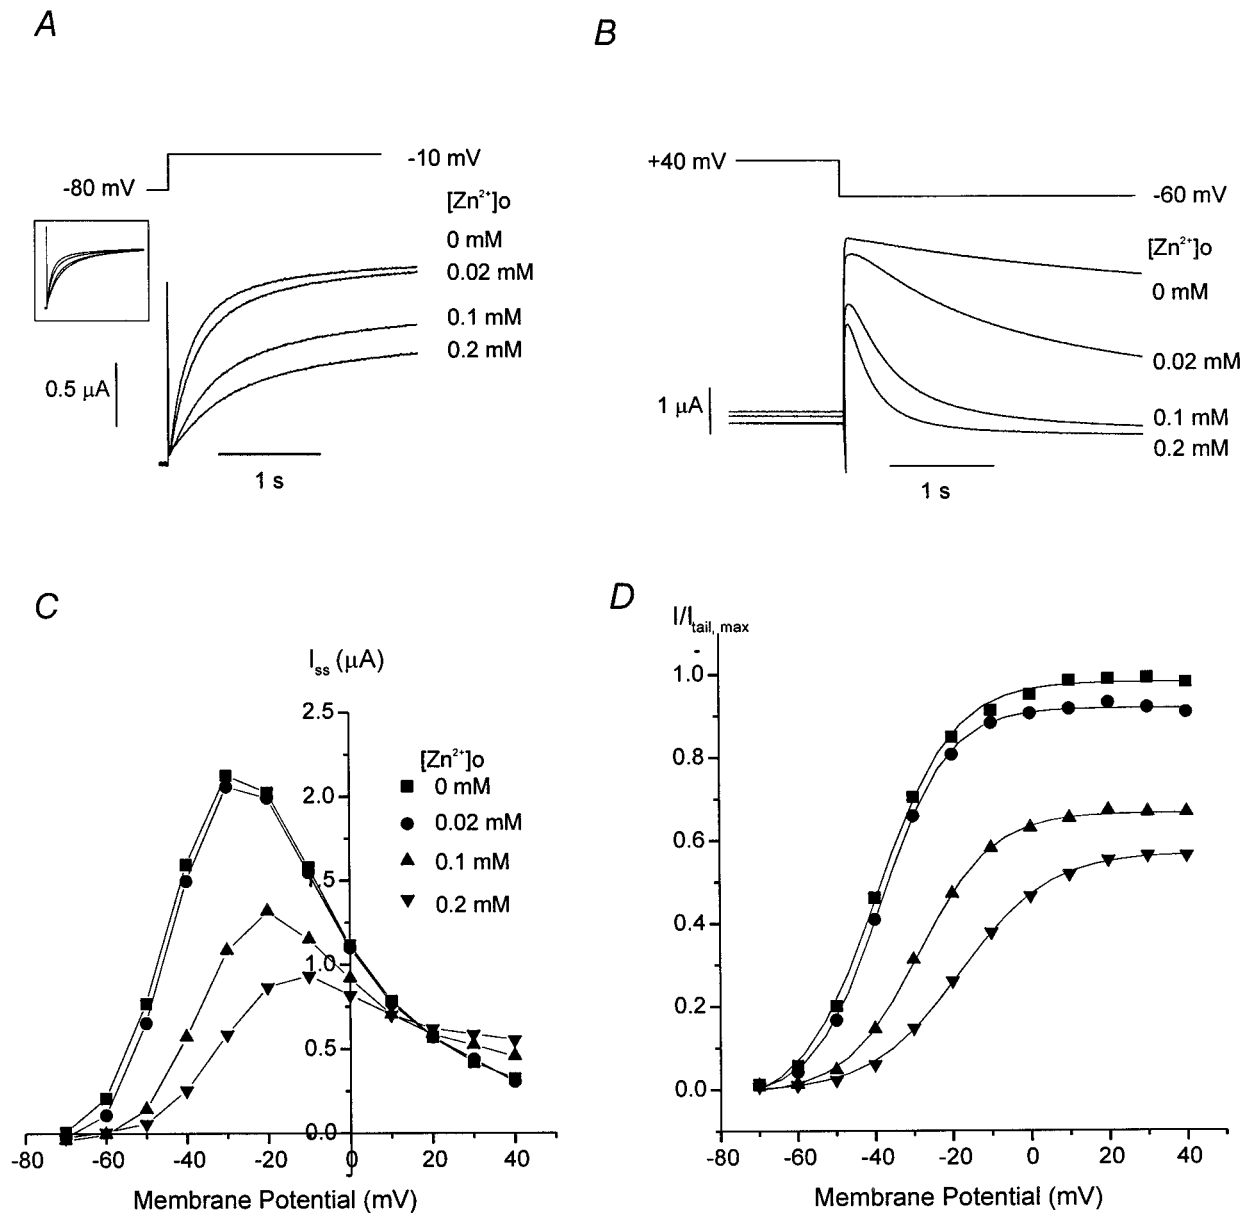 A
-10 mV
-80 mV
[Zn²⁺]o
0 mM
0.02 mM
0.1 mM
0.2 mM
0.5 µA
1 s
B
+40 mV
-60 mV
[Zn²⁺]o
0 mM
0.02 mM
0.1 mM
0.2 mM
1 µA
1 s
C
Iss (µA)
2.5
2.0
.5
1.0
0.5
0.0
[Zn²⁺]o
0 mM
0.02 mM
0.1 mM
0.2 mM
-80 -60 -40 -20 0 20 40
Membrane Potential (mV)
D
I/Itail, max
1.0
0.8
0.6
0.4
0.2
0.0
-80 -60 -40 -20 0 20 40
Membrane Potential (mV)